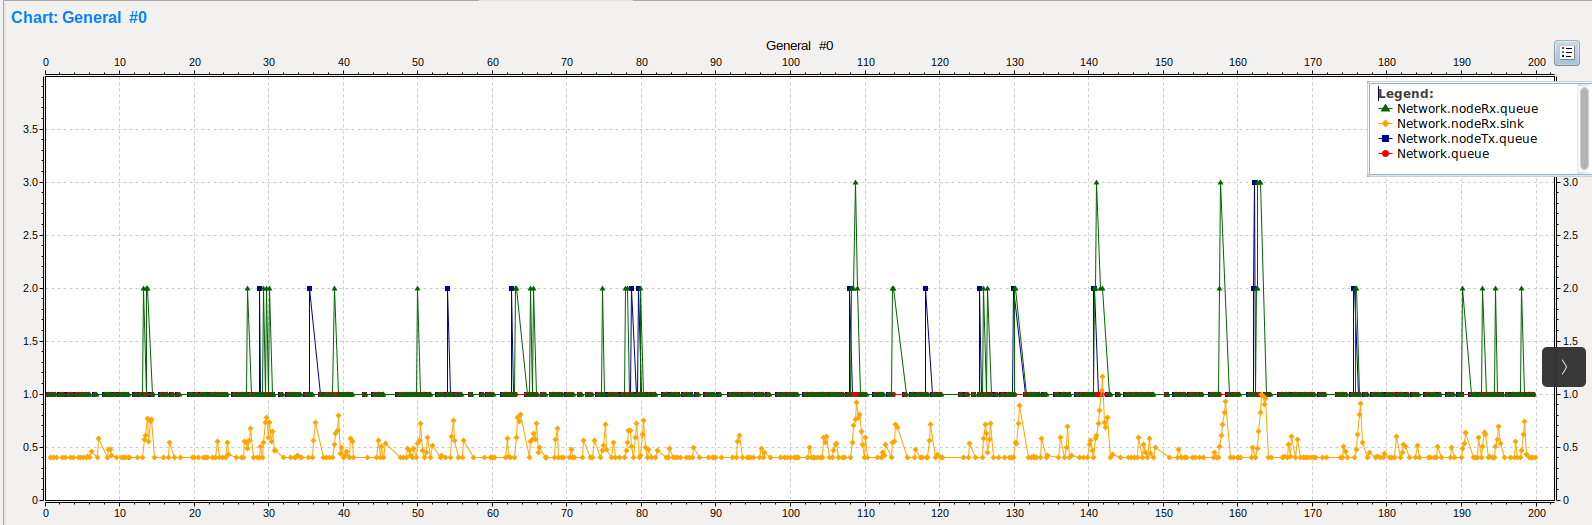 Chart: General #0
General #0
0 10 20 30 40 50 60 70 80 90 100 110 120 130 140 150 160 170 180 190 200
Legend:
Network.nodeRx.queue
Network.nodeRx.sink
Network.nodeTx.queue
Network.queue
3.5
3.0 3.0
2.5 2.5
2.0 2.0
1.5 1.5
1.0 1.0
0.5 0.5
0 0
0 10 20 30 40 50 60 70 80 90 100 110 120 130 140 150 160 170 180 190 200